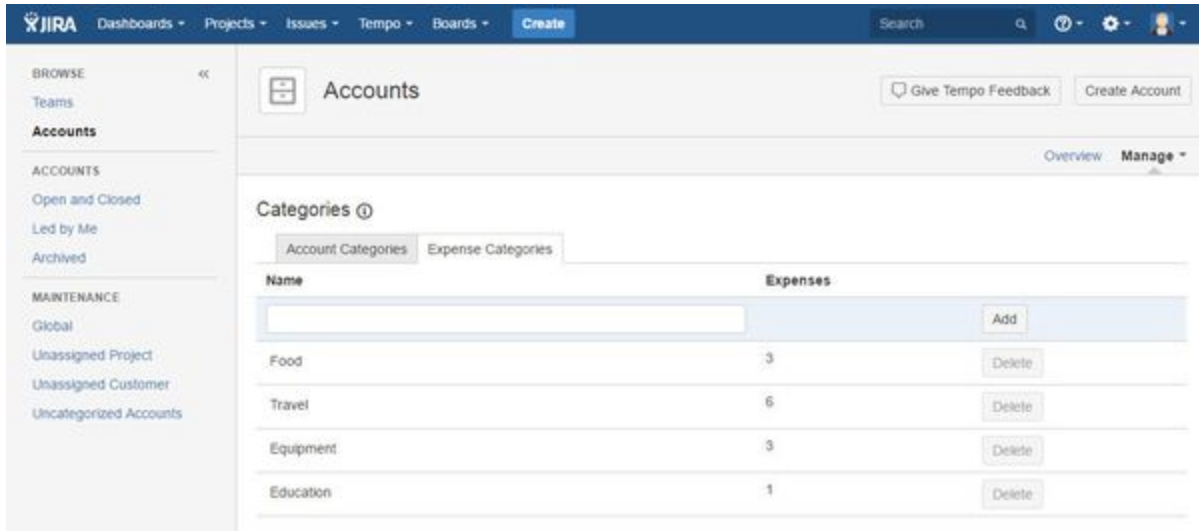 JIRA Dashboards Projects Issues Tempo Boards Create Search
BROWSE
Teams
Accounts
ACCOUNTS
Open and Closed
Led by Me
Archived
MAINTENANCE
Global
Unassigned Project
Unassigned Customer
Uncategorized Accounts
Accounts
Give Tempo Feedback Create Account
Overview Manage
Categories
Account Categories Expense Categories
Name Expenses
Add
Food 3 Delete
Travel 6 Delete
Equipment 3 Delete
Education 1 Delete